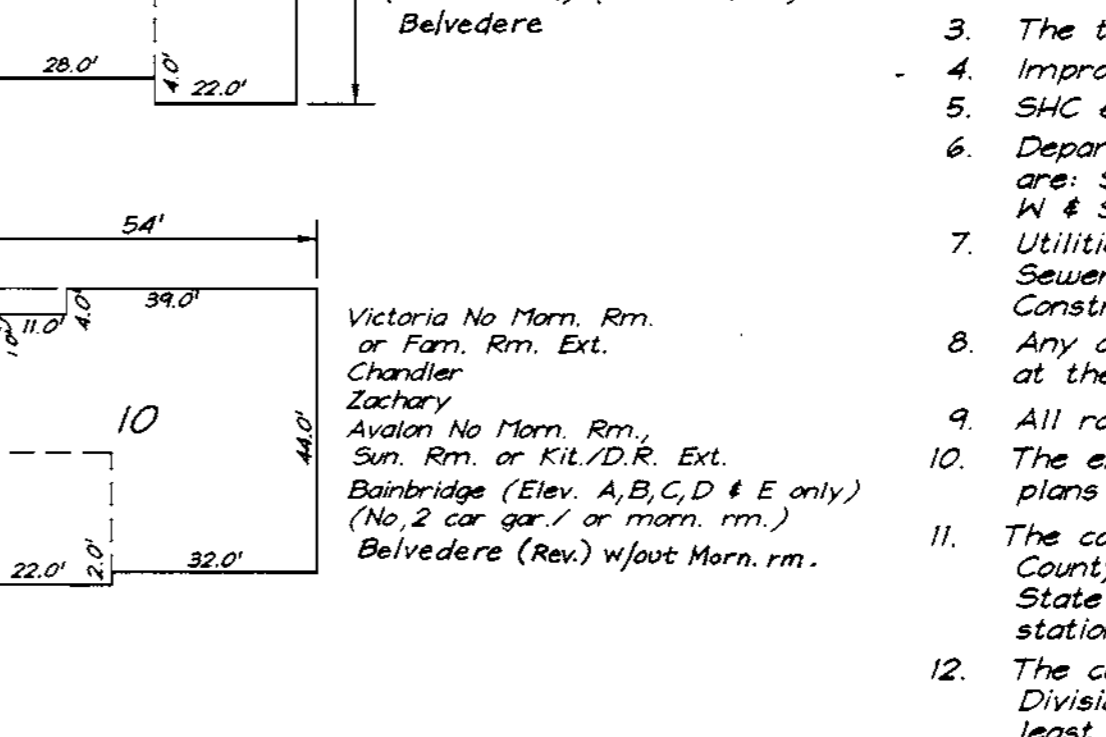 Belvedere
28.0'
4.0'
22.0'
54'
39.0'
4.0'
11.0'
10
44.0'
22.0'
2.0'
32.0'
Victoria No Morn. Rm.
or Fam. Rm. Ext.
Chandler
Zachary
Avalon No Morn. Rm.,
Sun. Rm. or Kit./D.R. Ext.
Bainbridge (Elev. A,B,C,D & E only)
(No,2 car gar./ or morn. rm.)
Belvedere (Rev.) w/out Morn. rm.
3. The t
4. Impro
5. SHC
6. Depar
are: S
W & S
7. Utiliti
Sewer
Constr
8. Any
at the
9. All ro
10. The e
plans
11. The co
County
State
station
12. The c
Divisi
least